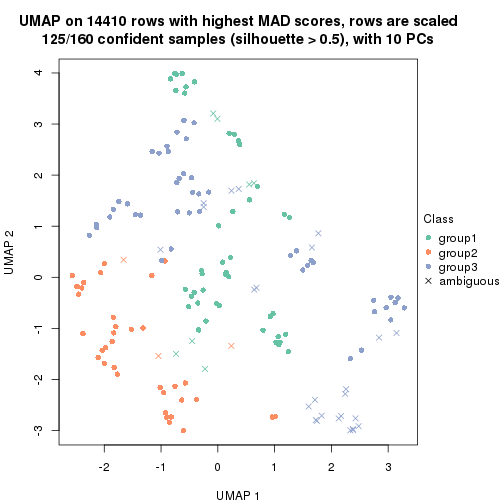 UMAP on 14410 rows with highest MAD scores, rows are scaled
125/160 confident samples (silhouette > 0.5), with 10 PCs
4
3
2
1
0
-1
-2
-3
UMAP 2
-2
-1
0
1
2
3
UMAP 1
Class
group1
group2
group3
ambiguous